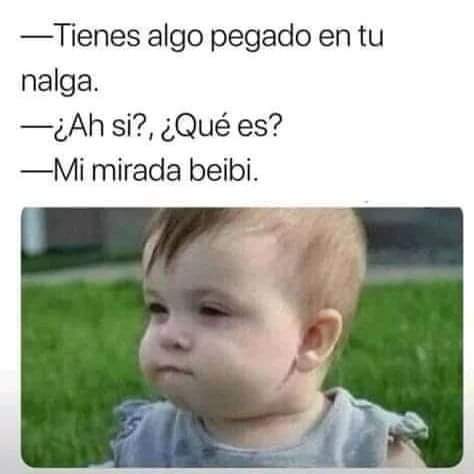 —Tienes algo pegado en tu
nalga.
—¿Ah si?, ¿Qué es?
—Mi mirada beibi.